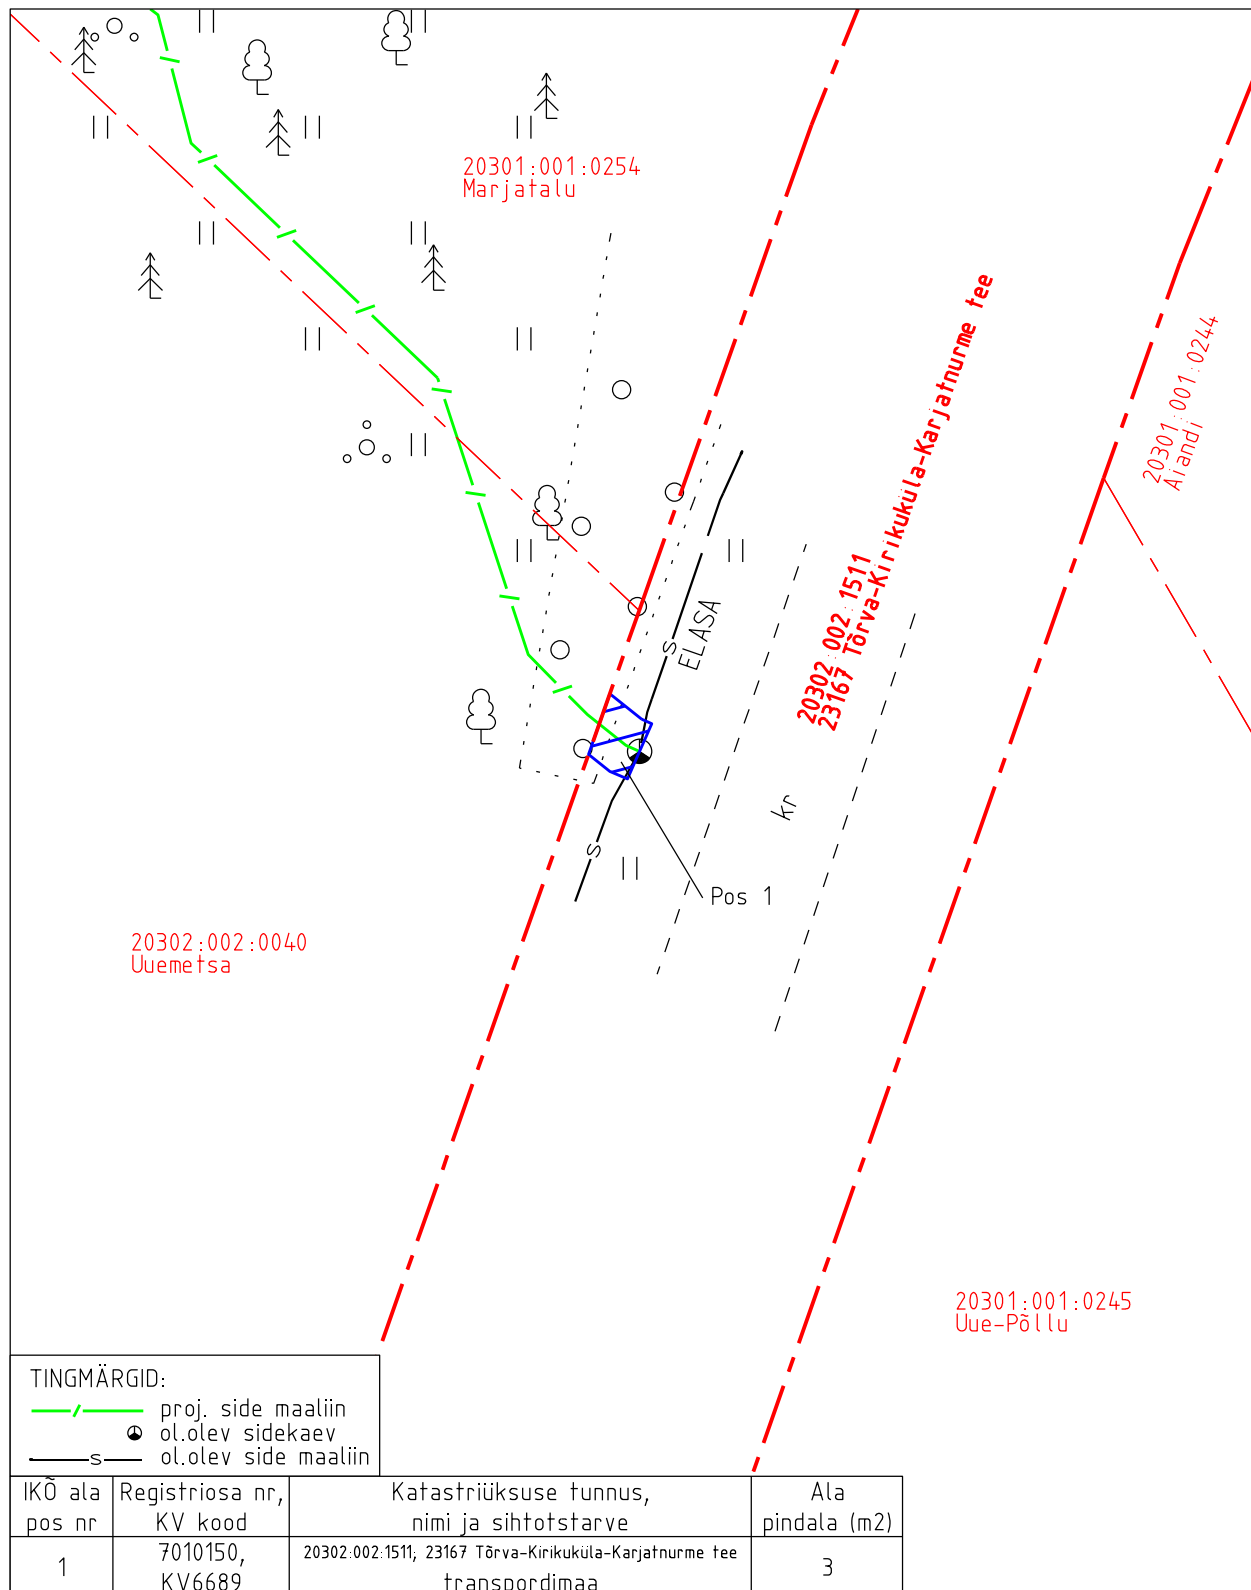 20301:001:0254
Marjatalu
20301:001:0244
Aiandi
20302:002:1511
23167 Tõrva-Kirikuküla-Karjatnurme tee
ELASA
s
kr
s
Pos 1
20302:002:0040
Uuemetsa
20301:001:0245
Uue-Põllu
TINGMÄRGID:
proj. side maaliin
ol.olev sidekaev
s ol.olev side maaliin
IKÕ ala pos nr
Registriosa nr, KV kood
Katastriüksuse tunnus, nimi ja sihtotstarve
Ala pindala (m2)
1
7010150, KV6689
20302:002:1511; 23167 Tõrva-Kirikuküla-Karjatnurme tee transpordimaa
3